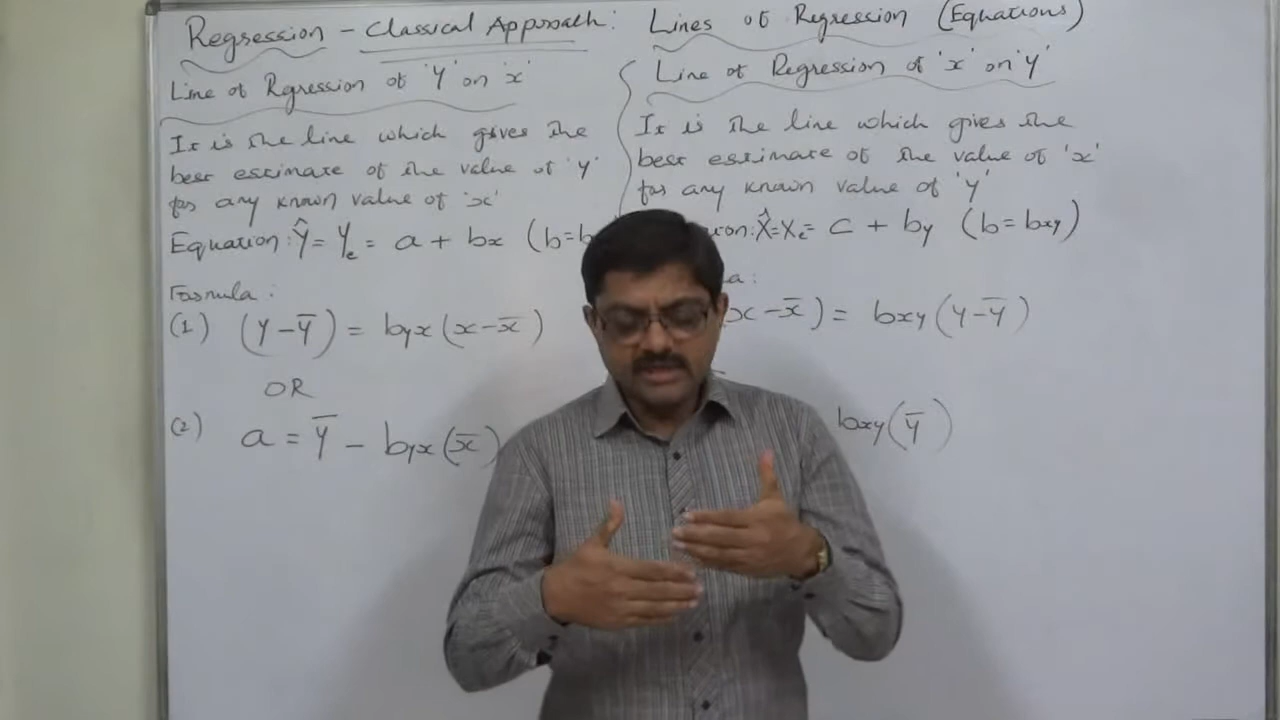 Regression - Classical Approach: Lines of Regression (Equations)
Line of Rgression of 'Y' on 'x'
It is the line which gives the
best estimate of the value of 'y'
for any known value of 'x'
Equation: Ŷ = Yₑ = a + bx (b=b
Formula:
(1) (y-ȳ) = byx(x-x̄)
OR
(2) a = ȳ - byx(x̄)
Line of Regression of 'x' on 'y'
It is the line which gives the
best estimate of the value of 'x'
for any known value of 'y'
X̂=Xₑ= c + by (b=bxy)
x-x̄) = bxy(y-ȳ)
bxy(ȳ)